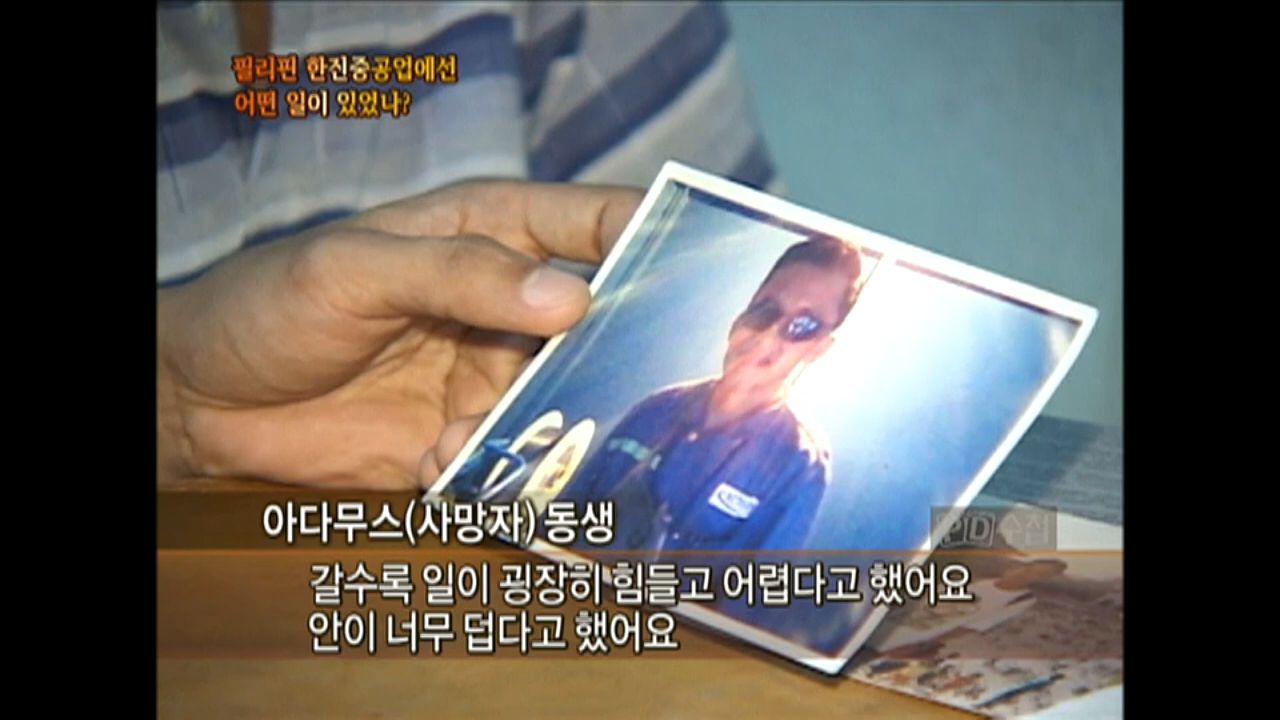 필리핀 한진중공업에선
어떤 일이 있었나?
아다무스(사망자) 동생
PD수첩
갈수록 일이 굉장히 힘들고 어렵다고 했어요
안이 너무 덥다고 했어요